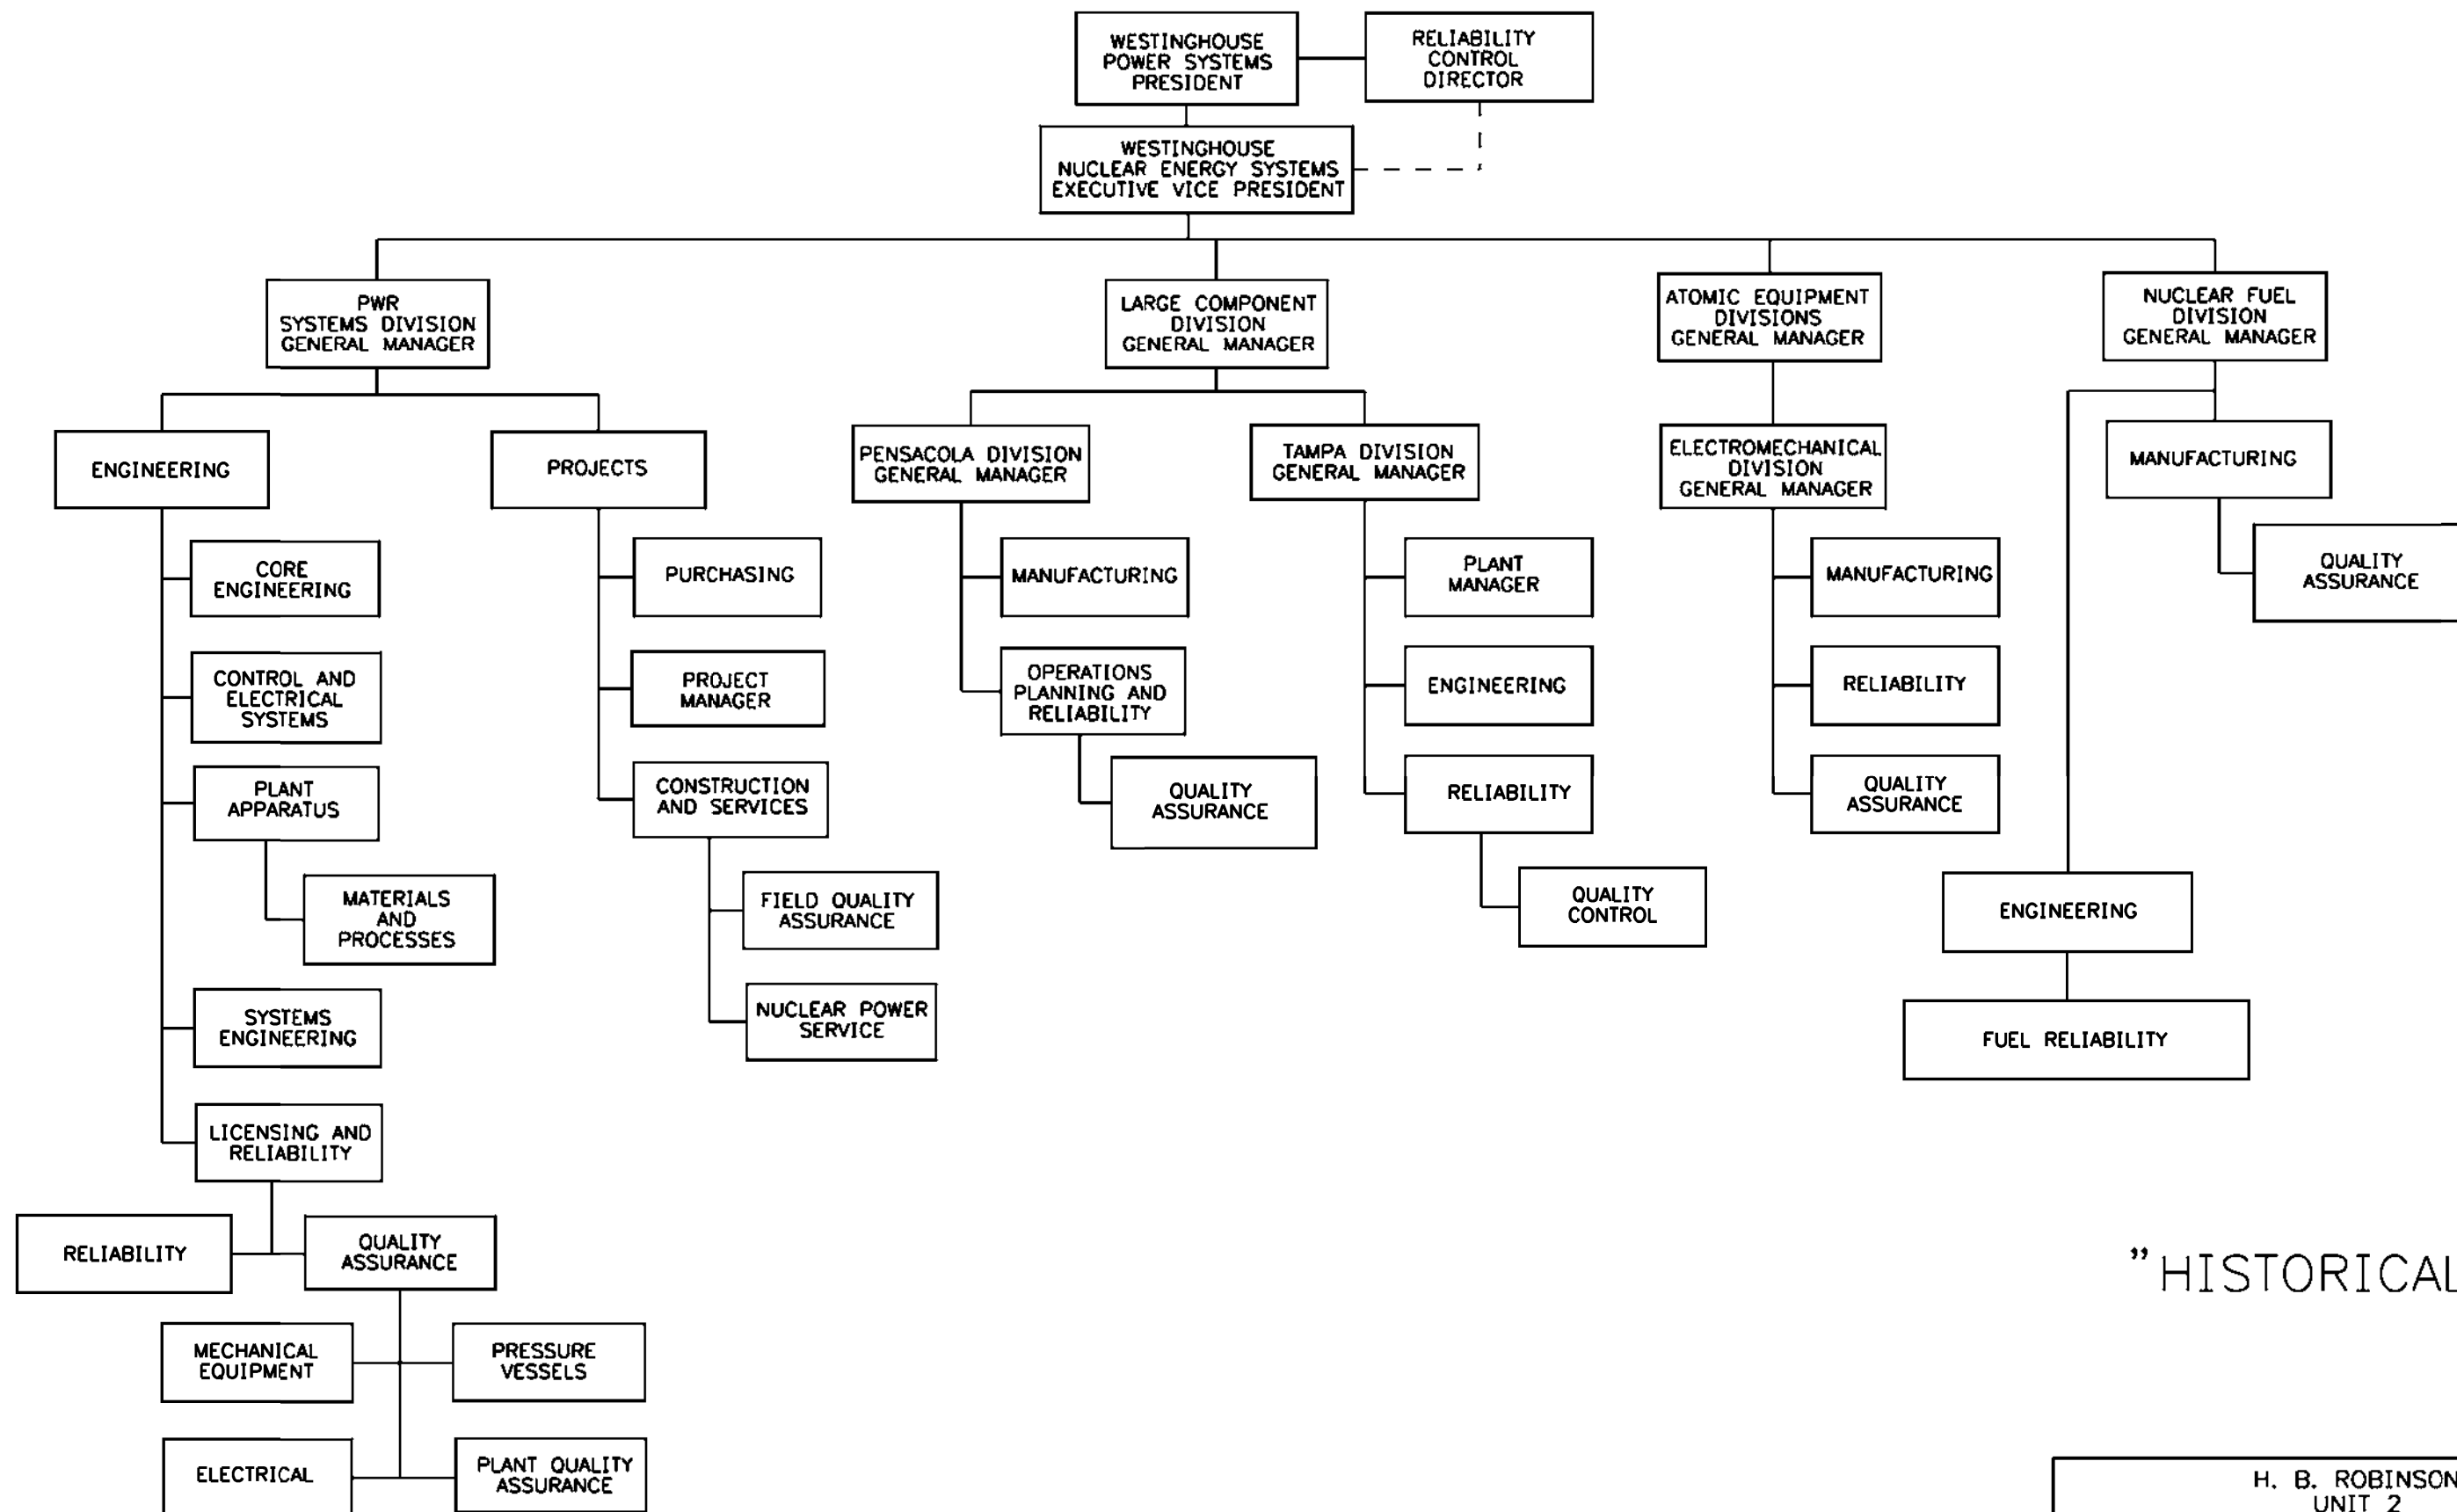 WESTINGHOUSE
POWER SYSTEMS
PRESIDENT
RELIABILITY
CONTROL
DIRECTOR
WESTINGHOUSE
NUCLEAR ENERGY SYSTEMS
EXECUTIVE VICE PRESIDENT
PWR
SYSTEMS DIVISION
GENERAL MANAGER
LARGE COMPONENT
DIVISION
GENERAL MANAGER
ATOMIC EQUIPMENT
DIVISIONS
GENERAL MANAGER
NUCLEAR FUEL
DIVISION
GENERAL MANAGER
ENGINEERING
PROJECTS
PENSACOLA DIVISION
GENERAL MANAGER
TAMPA DIVISION
GENERAL MANAGER
ELECTROMECHANICAL
DIVISION
GENERAL MANAGER
MANUFACTURING
CORE
ENGINEERING
PURCHASING
MANUFACTURING
PLANT
MANAGER
MANUFACTURING
QUALITY
ASSURANCE
CONTROL AND
ELECTRICAL
SYSTEMS
PROJECT
MANAGER
OPERATIONS
PLANNING AND
RELIABILITY
ENGINEERING
RELIABILITY
PLANT
APPARATUS
CONSTRUCTION
AND SERVICES
QUALITY
ASSURANCE
RELIABILITY
QUALITY
ASSURANCE
MATERIALS
AND
PROCESSES
FIELD QUALITY
ASSURANCE
QUALITY
CONTROL
ENGINEERING
SYSTEMS
ENGINEERING
NUCLEAR POWER
SERVICE
FUEL RELIABILITY
LICENSING AND
RELIABILITY
RELIABILITY
QUALITY
ASSURANCE
"HISTORICAL
MECHANICAL
EQUIPMENT
PRESSURE
VESSELS
ELECTRICAL
PLANT QUALITY
ASSURANCE
H. B. ROBINSON
UNIT 2